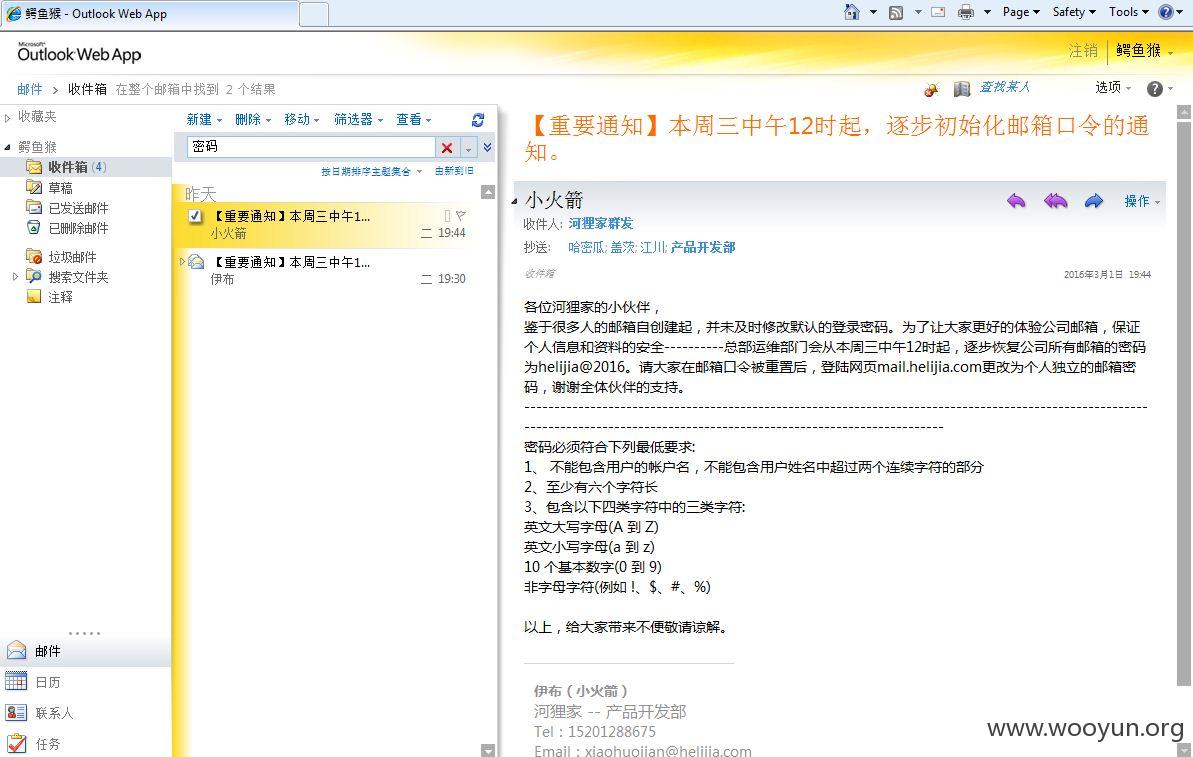 鳄鱼猴 - Outlook Web App
Page Safety Tools
Microsoft
Outlook Web App
注销 鳄鱼猴
邮件 > 收件箱 在整个邮箱中找到 2 个结果
查找某人 选项
收藏夹
鳄鱼猴
收件箱 (4)
草稿
已发送邮件
已删除邮件
垃圾邮件
搜索文件夹
注释
邮件
日历
联系人
任务
新建 删除 移动 筛选器 查看
密码
按日期排序主题集合 由新到旧
昨天
【重要通知】本周三中午1...
小火箭 二 19:44
【重要通知】本周三中午1...
伊布 二 19:30
【重要通知】本周三中午12时起，逐步初始化邮箱口令的通
知。
小火箭
操作
收件人: 河狸家群发
抄送: 哈密瓜; 盖茨; 江川; 产品开发部
收件箱 2016年3月1日 19:44
各位河狸家的小伙伴，
鉴于很多人的邮箱自创建起，并未及时修改默认的登录密码。为了让大家更好的体验公司邮箱，保证
个人信息和资料的安全----------总部运维部门会从本周三中午12时起，逐步恢复公司所有邮箱的密码
为helijia@2016。请大家在邮箱口令被重置后，登陆网页mail.helijia.com更改为个人独立的邮箱密
码，谢谢全体伙伴的支持。
--------------------------------------------------------------------------------------------------------
----------------------------------------------------------------------
密码必须符合下列最低要求:
1、 不能包含用户的帐户名，不能包含用户姓名中超过两个连续字符的部分
2、至少有六个字符长
3、包含以下四类字符中的三类字符:
英文大写字母(A 到 Z)
英文小写字母(a 到 z)
10 个基本数字(0 到 9)
非字母字符(例如 !、$、#、%)
以上，给大家带来不便敬请谅解。
伊布（小火箭）
河狸家 -- 产品开发部
Tel：15201288675
Email：xiaohuojian@helijia.com
www.wooyun.org